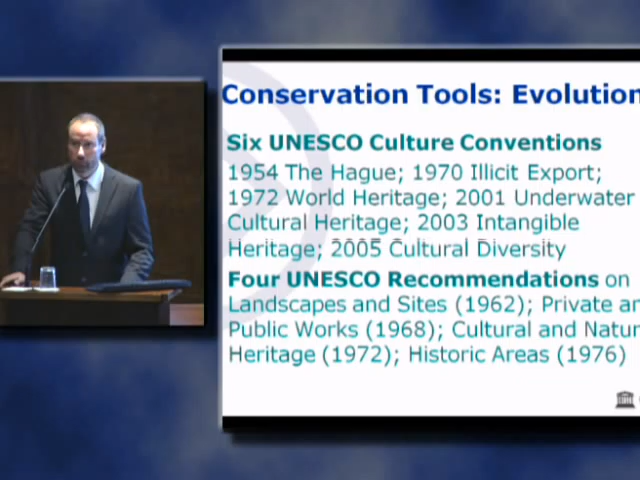 Conservation Tools: Evolution
Six UNESCO Culture Conventions
1954 The Hague; 1970 Illicit Export;
1972 World Heritage; 2001 Underwater
Cultural Heritage; 2003 Intangible
Heritage; 2005 Cultural Diversity
Four UNESCO Recommendations on
Landscapes and Sites (1962); Private an
Public Works (1968); Cultural and Natur
Heritage (1972); Historic Areas (1976)